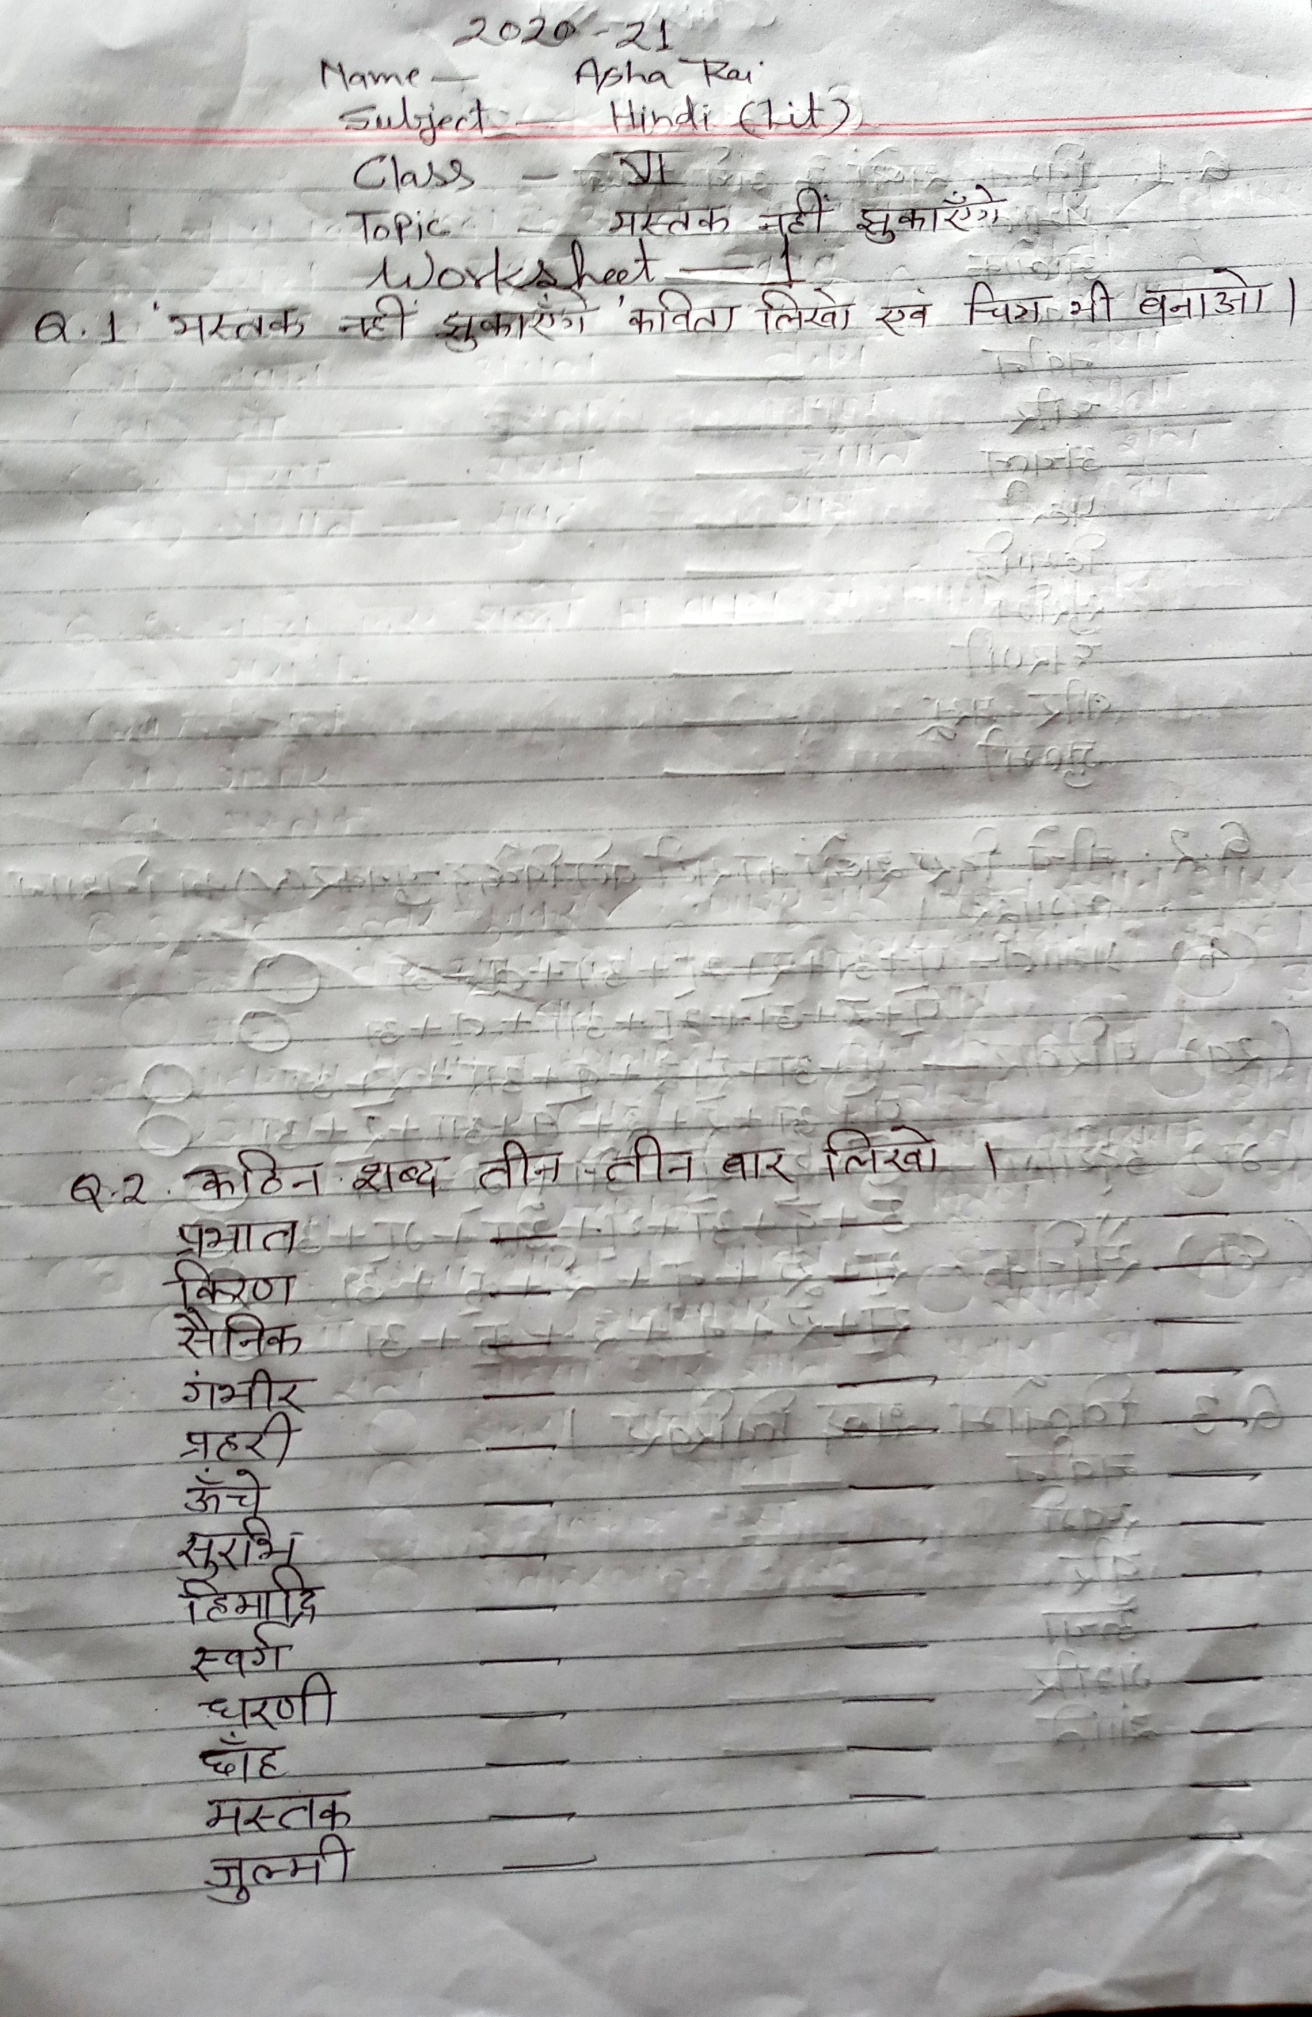 2020-21
Name - Asha Rai
Subject - Hindi (Lit)
Class - VI
Topic - मस्तक नहीं झुकाएँगे
Worksheet - 1
Q.1 'मस्तक नहीं झुकाएंगे' कविता लिखो एवं चित्र भी बनाओ।
Q.2. कठिन शब्द तीन-तीन बार लिखो ।
प्रभात — — —
किरण — — —
सैनिक — — —
गंभीर — — —
प्रहरी — — —
ऊँचे — — —
सुरभि — — —
हिमाद्रि — — —
स्वर्ग — — —
धरणी — — —
छाँह — — —
मस्तक — — —
जुल्मी — — —